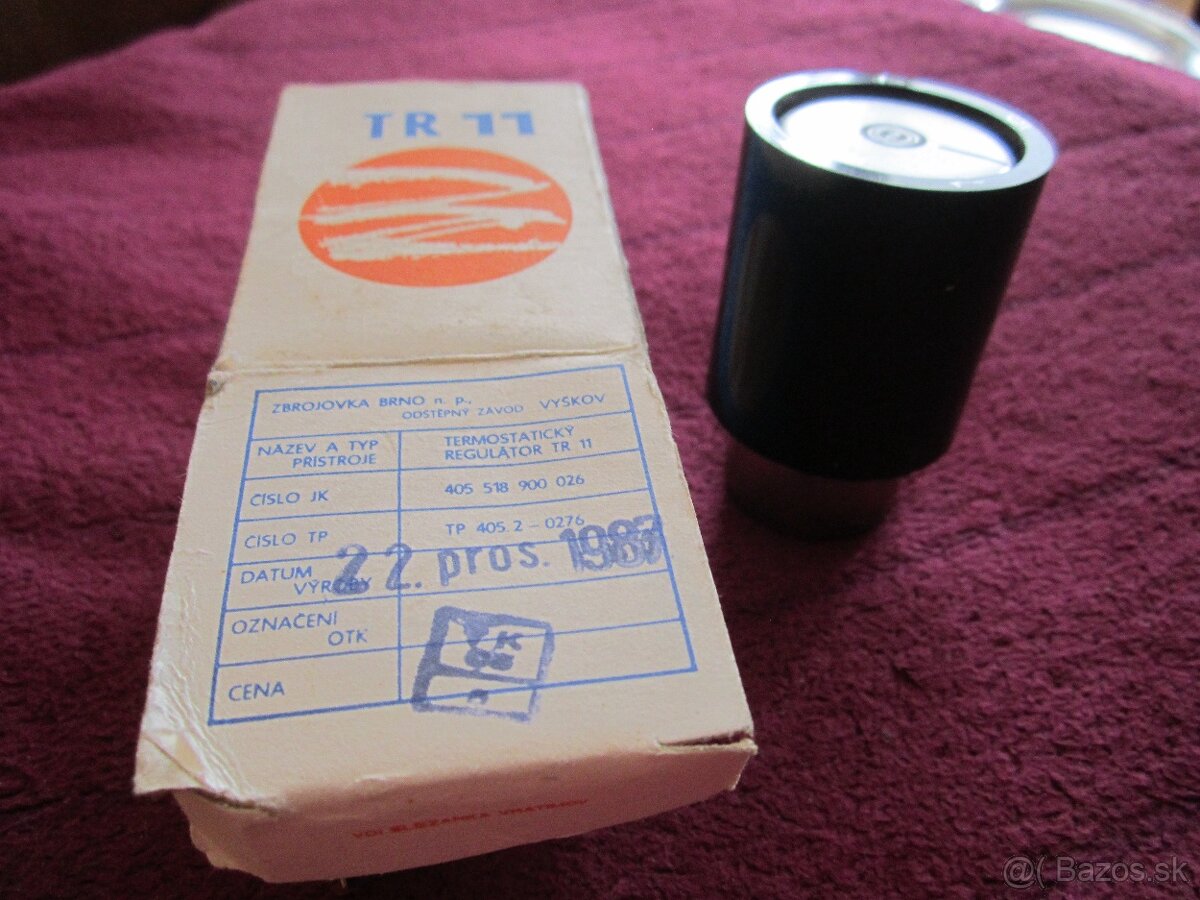 TR 11
ZBROJOVKA BRNO n. p.,
ODŠTĚPNÝ ZÁVOD VYŠKOV
NÁZEV A TYP PŘÍSTROJE
TERMOSTATICKÝ REGULÁTOR TR 11
ČÍSLO JK
405 518 900 026
ČÍSLO TP
TP 405.2-0276
DATUM VÝROBY
22. pros. 1987
OZNAČENÍ OTK
CENA
@( Bazos.sk